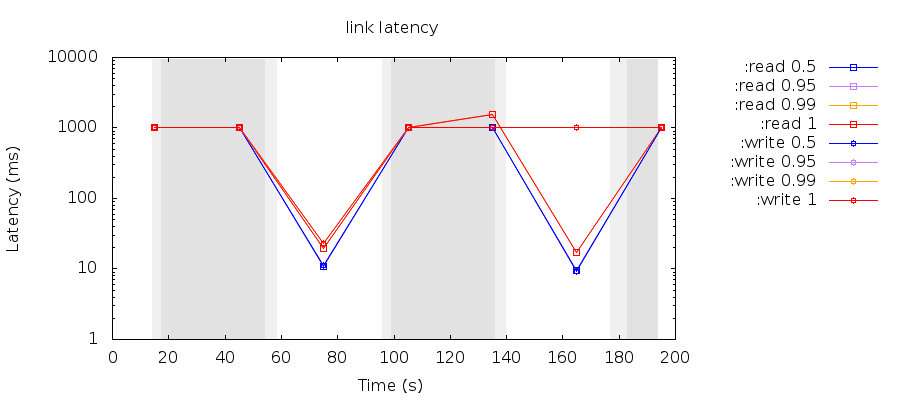 link latency
10000
1000
100
10
1
Latency (ms)
0 20 40 60 80 100 120 140 160 180 200
Time (s)
:read 0.5
:read 0.95
:read 0.99
:read 1
:write 0.5
:write 0.95
:write 0.99
:write 1